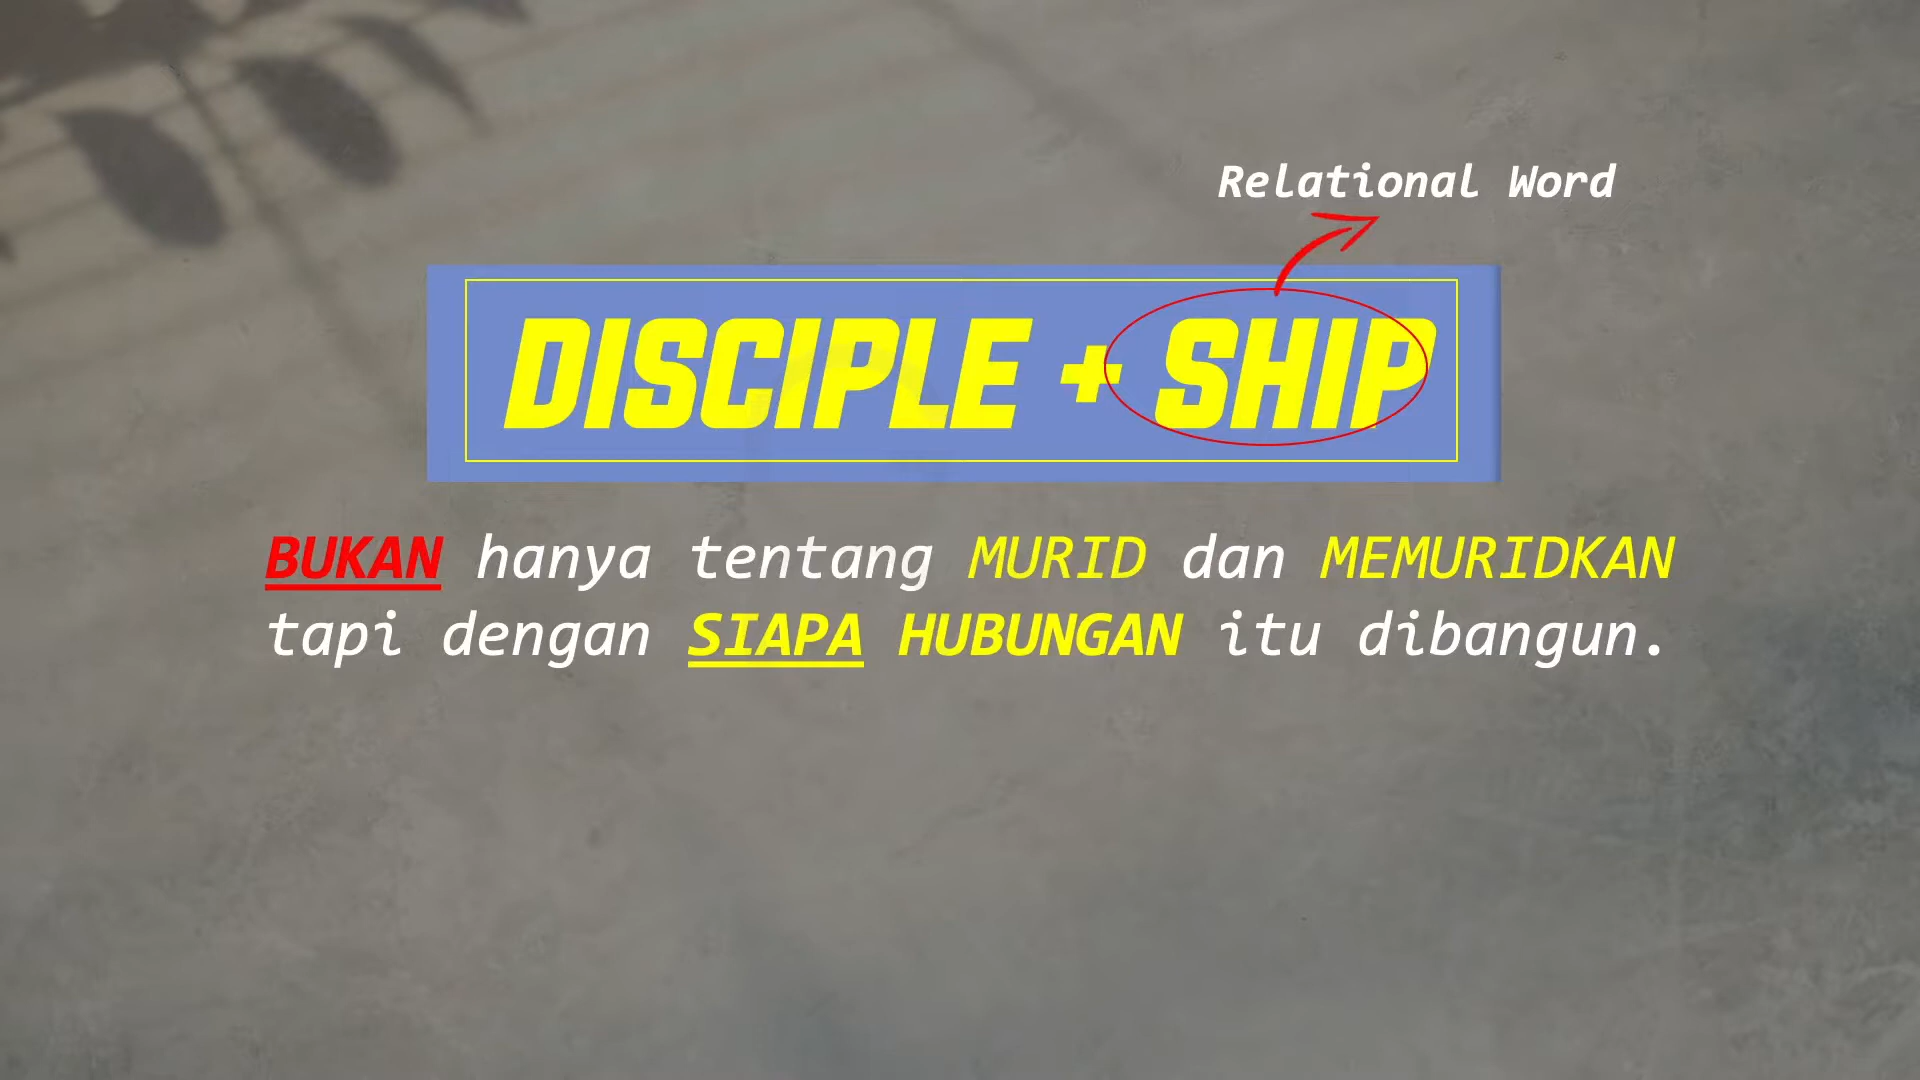 Relational Word
DISCIPLE + SHIP
BUKAN hanya tentang MURID dan MEMURIDKAN
tapi dengan SIAPA HUBUNGAN itu dibangun.